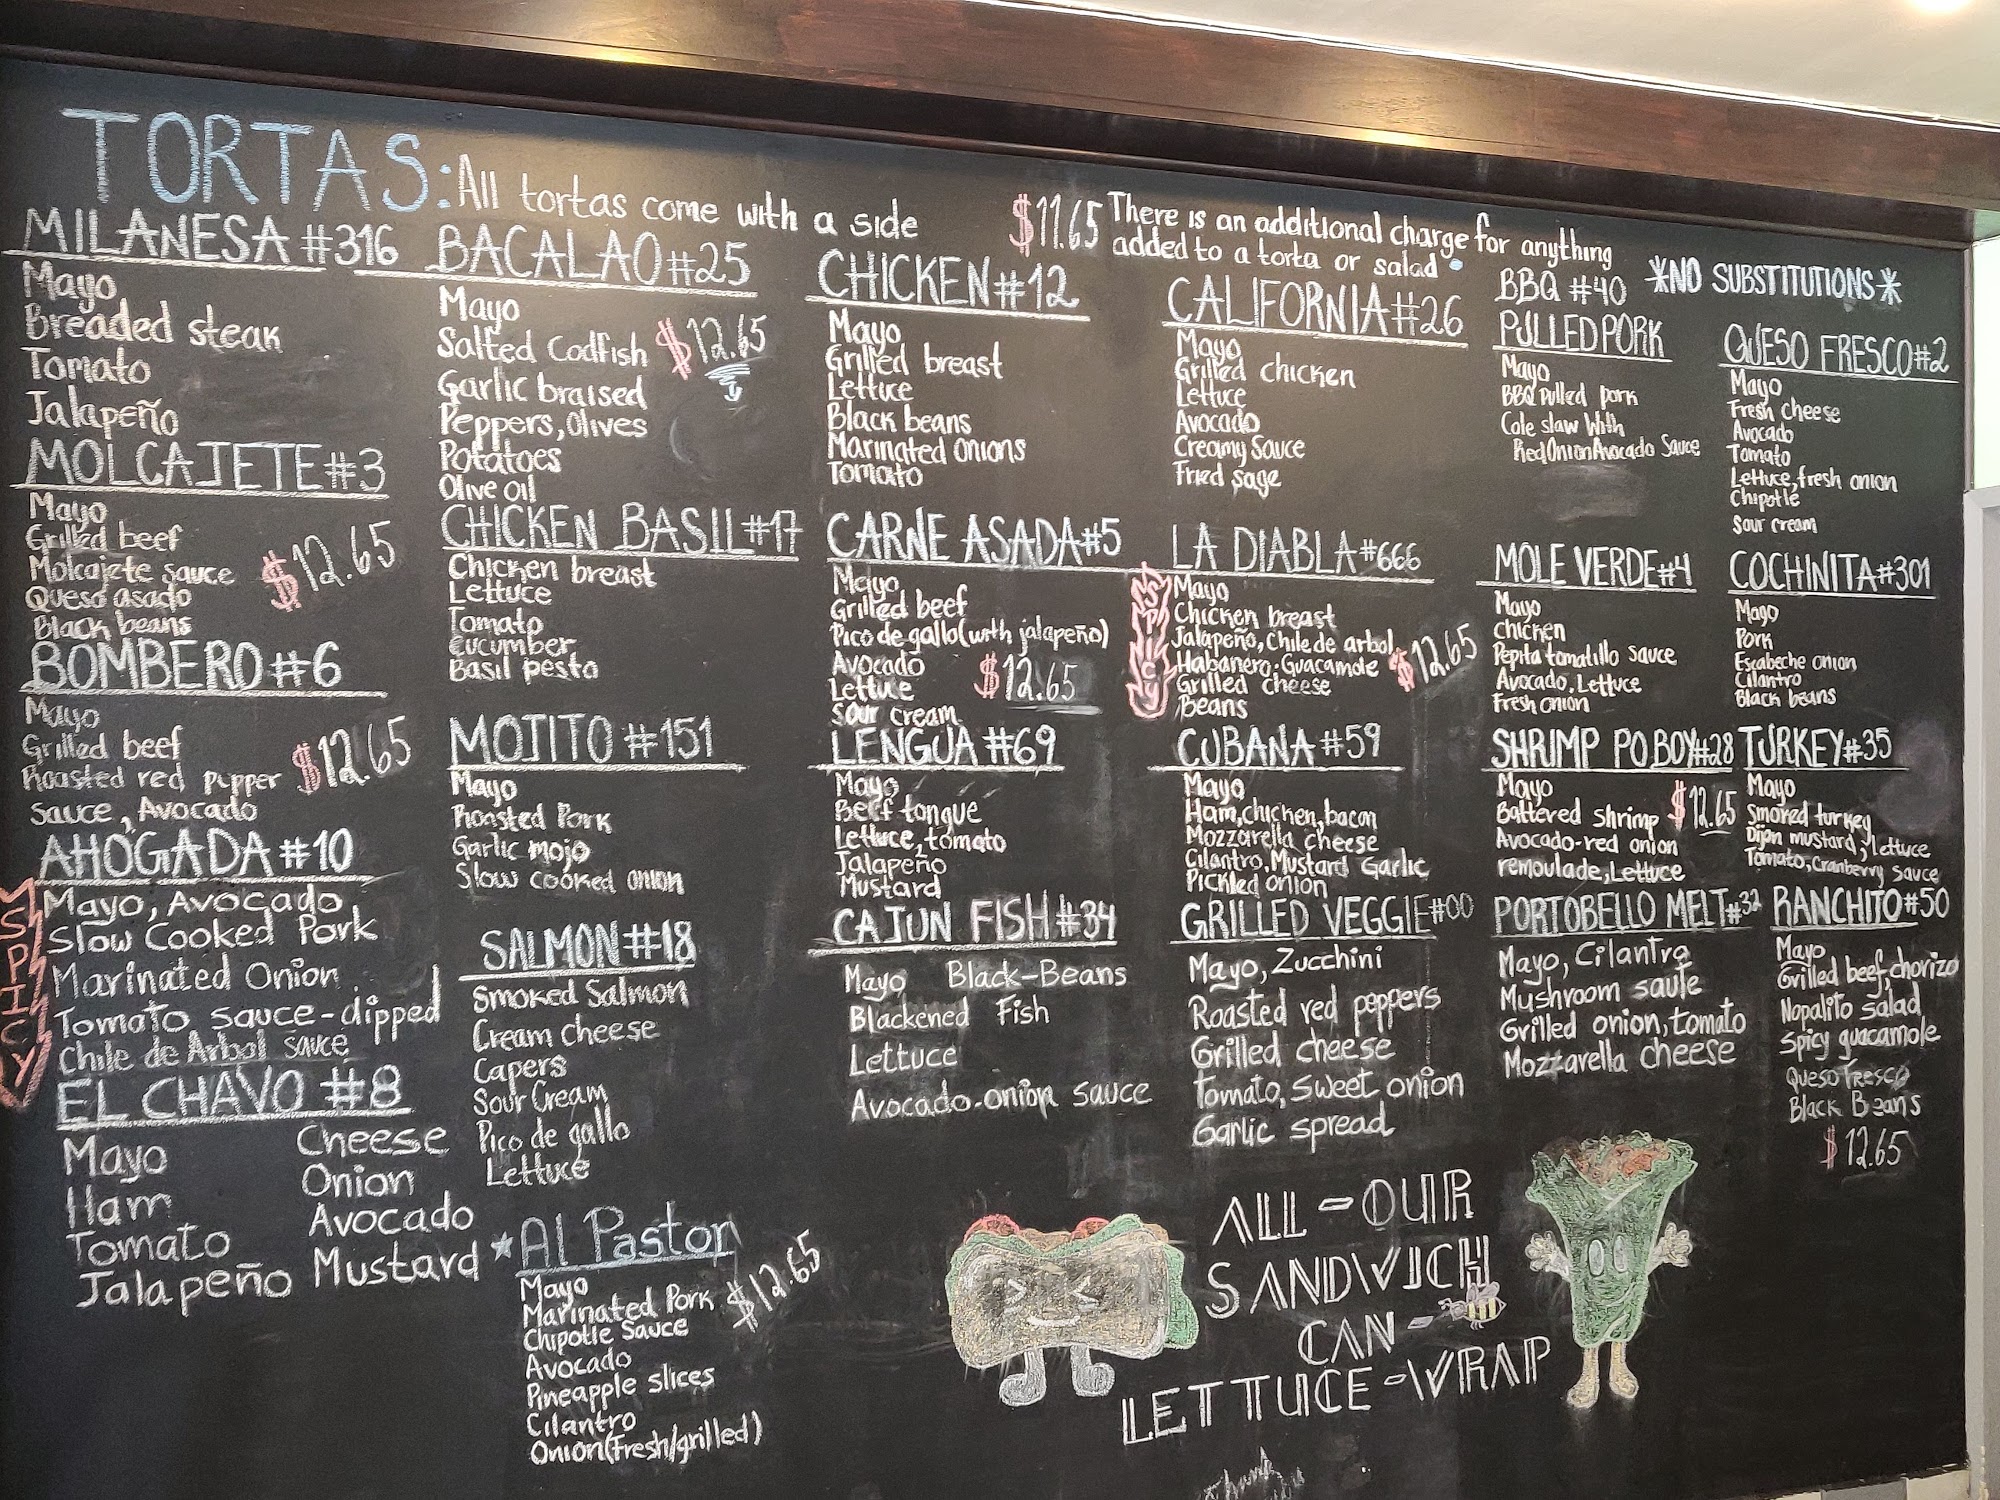 TORTAS: All tortas come with a side $11.65
There is an additional charge for anything
added to a torta or salad.
*NO SUBSTITUTIONS*
MILANESA #316
Mayo
Breaded steak
Tomato
Jalapeño
MOLCAJETE #3
Mayo
Grilled beef
Molcajete sauce
Queso asado
Black beans
$12.65
BOMBERO #6
Mayo
Grilled beef
Roasted red pepper
sauce, Avocado
$12.65
AHOGADA #10
SPICY
Mayo, Avocado
Slow Cooked Pork
Marinated Onion
Tomato sauce-dipped
Chile de Arbol sauce
EL CHAVO #8
Mayo
Ham
Tomato
Jalapeño
Cheese
Onion
Avocado
Mustard
BACALAO #25
Mayo
Salted Codfish
Garlic braised
Peppers, Olives
Potatoes
Olive oil
$12.65
CHICKEN BASIL #17
Chicken breast
Lettuce
Tomato
Cucumber
Basil pesto
MOJITO #151
Mayo
Roasted Pork
Garlic mojo
Slow cooked onion
SALMON #18
Smoked Salmon
Cream cheese
Capers
Sour Cream
Pico de gallo
Lettuce
*Al Pastor
Mayo
Marinated Pork
Chipotle Sauce
Avocado
Pineapple slices
Cilantro
Onion(Fresh/grilled)
$12.65
CHICKEN #12
Mayo
Grilled breast
Lettuce
Black beans
Marinated onions
Tomato
CARNE ASADA #5
Mayo
Grilled beef
Pico de gallo(with jalapeño)
Avocado
Lettuce
Sour cream
$12.65
LENGUA #69
Mayo
Beef tongue
Lettuce, tomato
Jalapeño
Mustard
CAJUN FISH #34
Mayo Black-Beans
Blackened Fish
Lettuce
Avocado-onion sauce
CALIFORNIA #26
Mayo
Grilled chicken
Lettuce
Avocado
Creamy Sauce
Fried sage
LA DIABLA #666
SPICY
Mayo
Chicken breast
Jalapeño, Chile de arbol
Habanero-Guacamole
Grilled cheese
Beans
$12.65
CUBANA #59
Mayo
Ham, chicken, bacon
Mozzarella cheese
Cilantro, Mustard Garlic
Pickled onion
GRILLED VEGGIE #00
Mayo, Zucchini
Roasted red peppers
Grilled cheese
Tomato, sweet onion
Garlic spread
BBQ #40
PULLED PORK
Mayo
BBQ Pulled pork
Cole slaw With
Red Onion Avocado Sauce
MOLE VERDE #4
Mayo
Chicken
Pepita tomatillo sauce
Avocado, Lettuce
Fresh onion
SHRIMP PO BOY #28
Mayo
Battered shrimp
Avocado-red onion
remoulade, Lettuce
$12.65
PORTOBELLO MELT #32
Mayo, Cilantro
Mushroom saute
Grilled onion, tomato
Mozzarella cheese
QUESO FRESCO #2
Mayo
Fresh cheese
Avocado
Tomato
Lettuce, fresh onion
Chipotle
Sour cream
COCHINITA #301
Mayo
Pork
Escabeche onion
Cilantro
Black beans
TURKEY #35
Mayo
Smoked turkey
Dijon mustard, lettuce
Tomato, Cranberry sauce
RANCHITO #50
Mayo
Grilled beef, chorizo
Nopalito salad
Spicy guacamole
Queso Fresco
Black Beans
$12.65
ALL-OUR
SANDWICH
CAN-
LETTUCE-WRAP